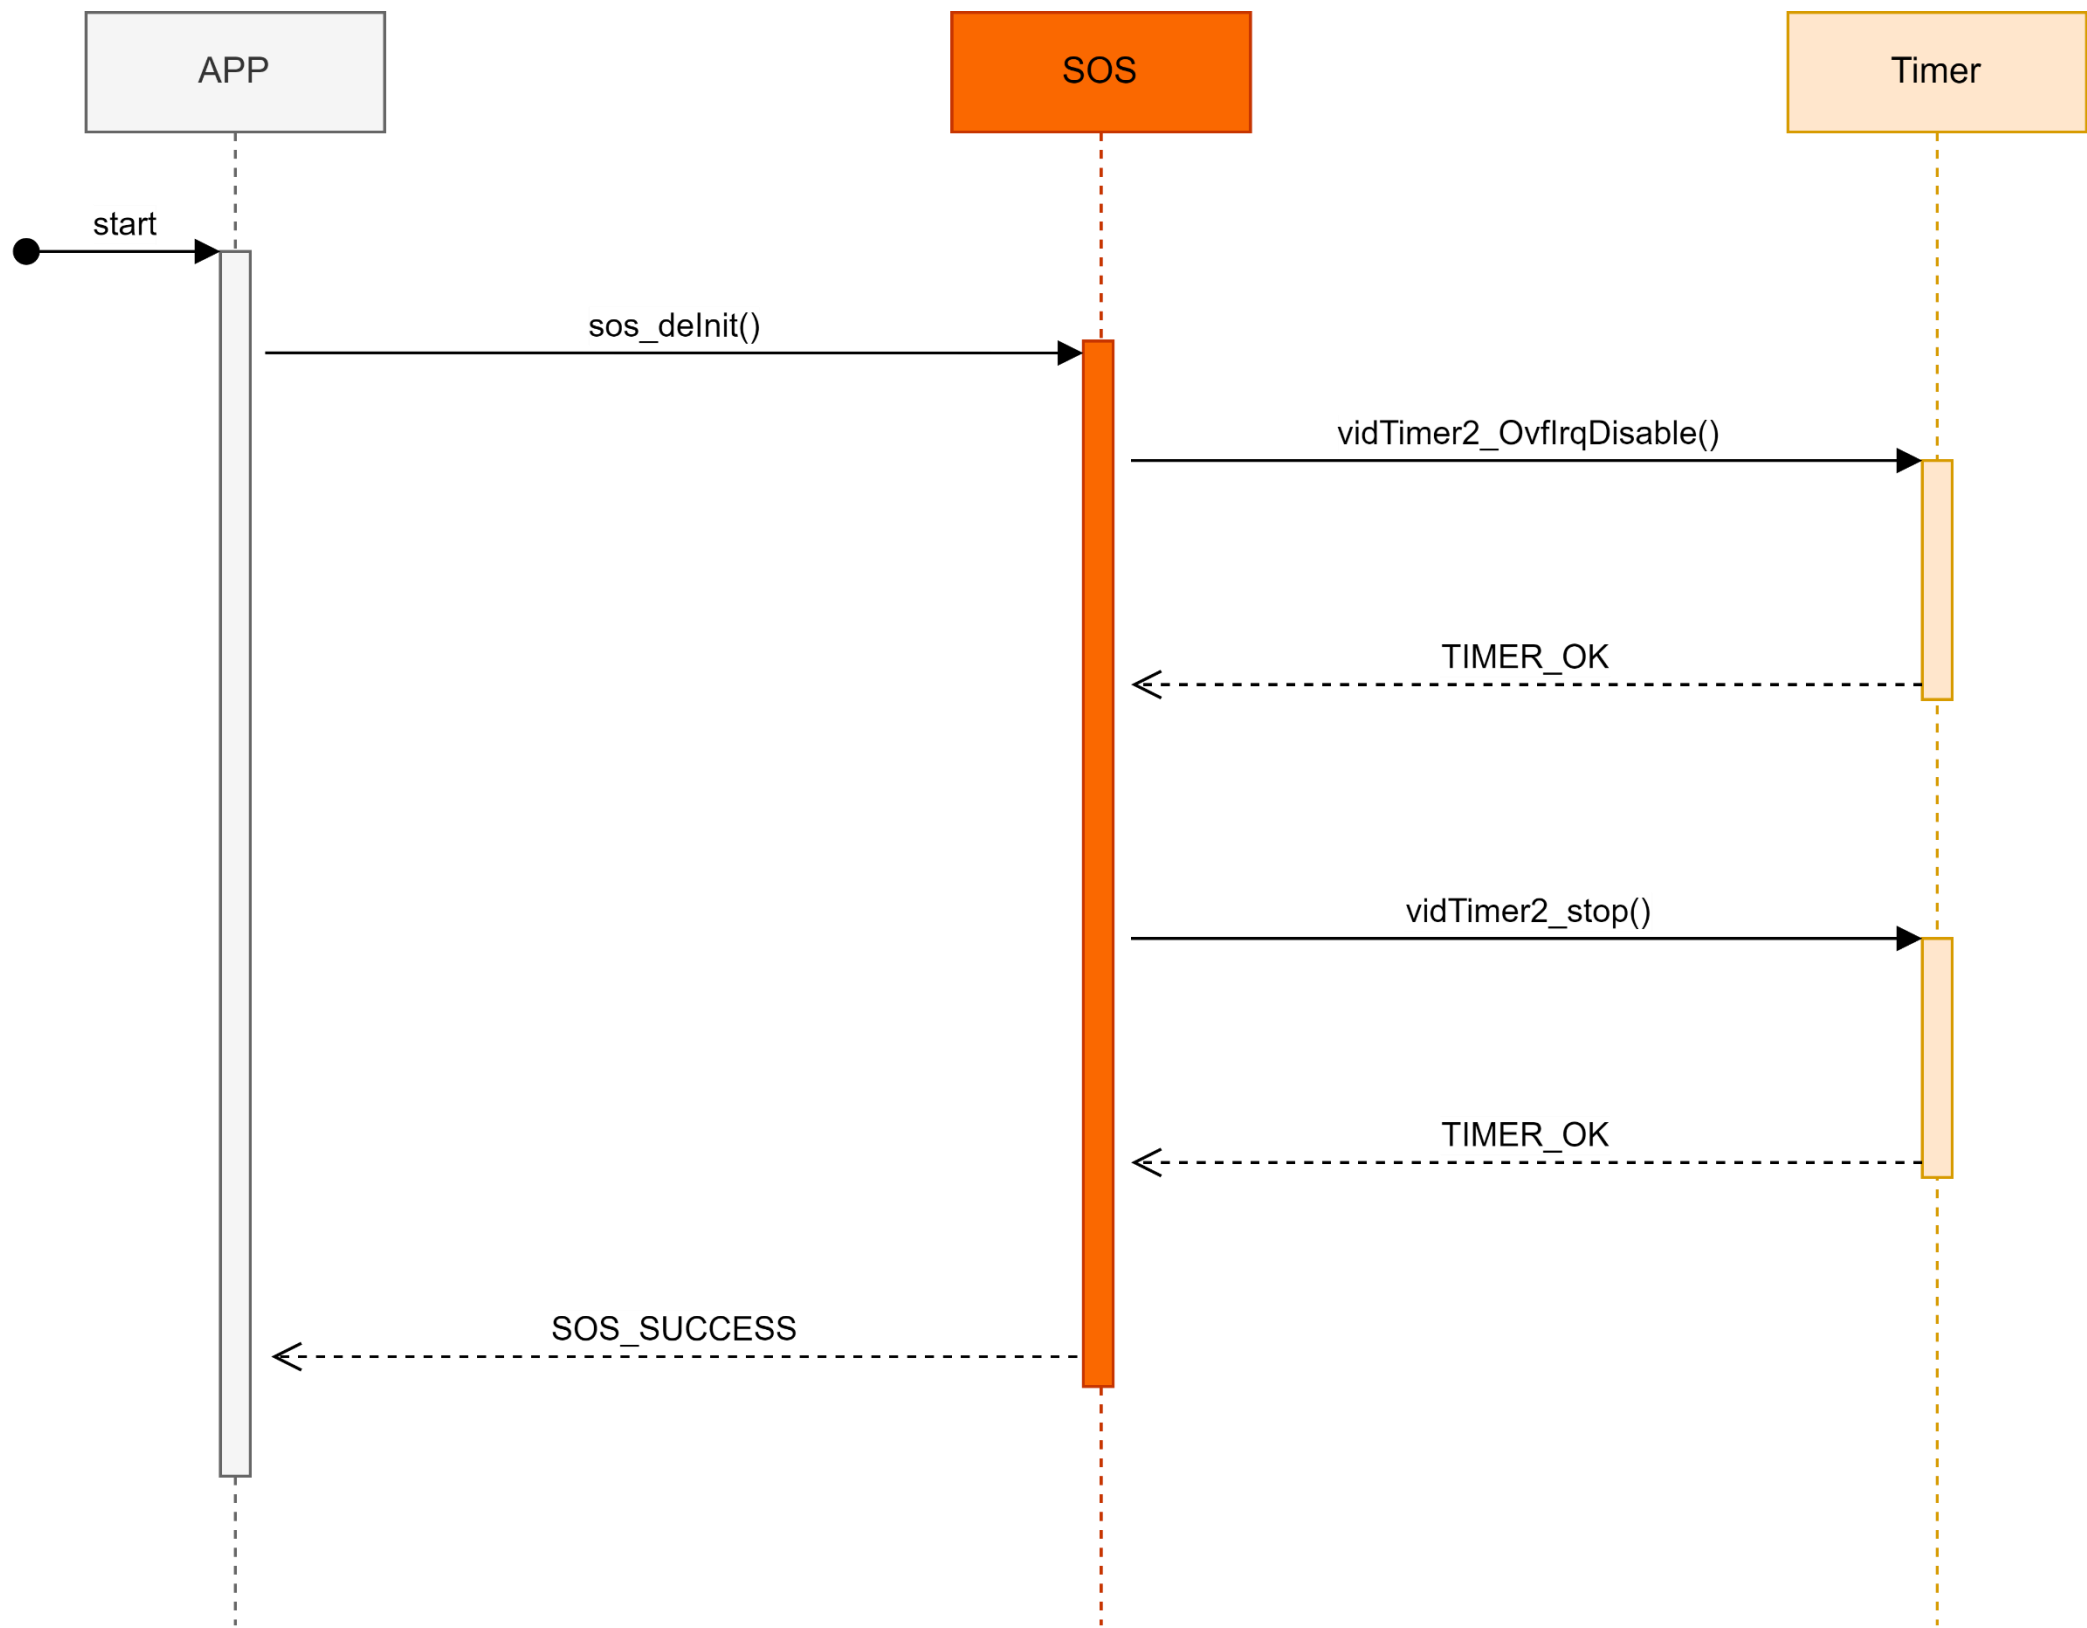 APP
SOS
Timer
start
sos_deInit()
vidTimer2_OvfIrqDisable()
TIMER_OK
vidTimer2_stop()
TIMER_OK
SOS_SUCCESS